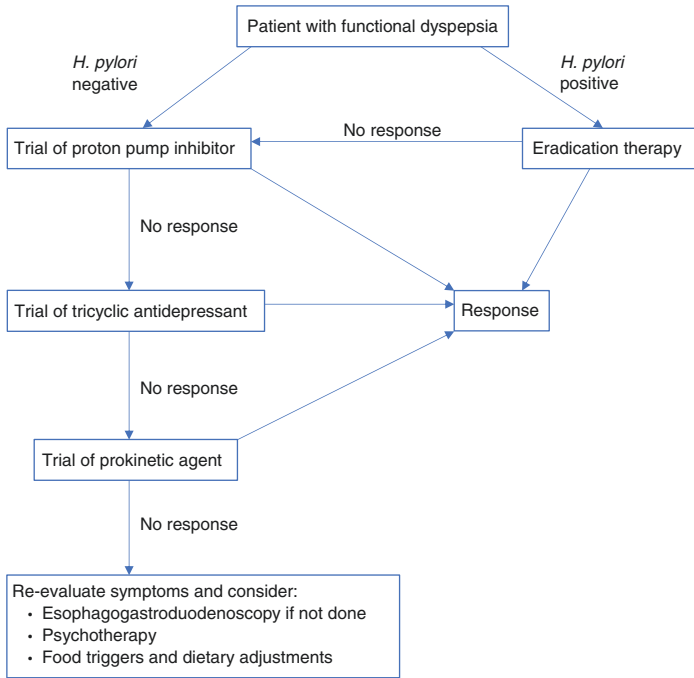 Patient with functional dyspepsia
H. pylori
negative
H. pylori
positive
No response
Trial of proton pump inhibitor
Eradication therapy
No response
Trial of tricyclic antidepressant
Response
No response
Trial of prokinetic agent
No response
Re-evaluate symptoms and consider:
• Esophagogastroduodenoscopy if not done
• Psychotherapy
• Food triggers and dietary adjustments